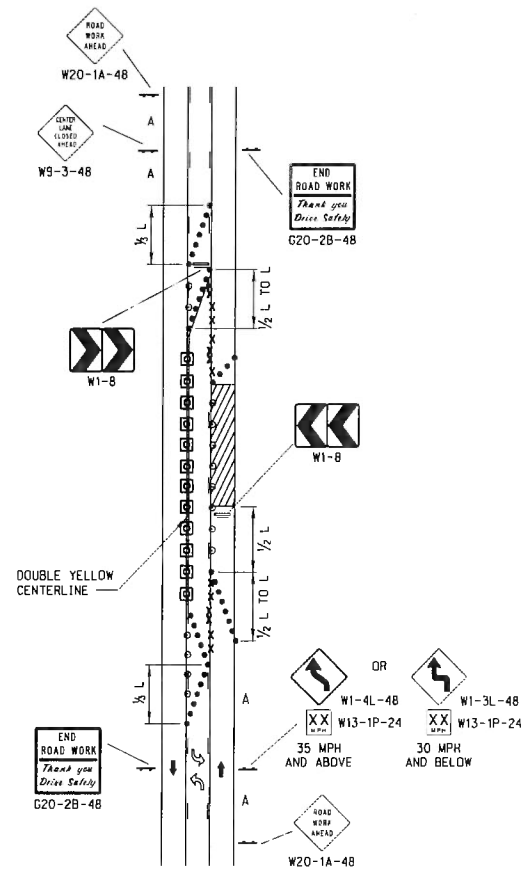 ROAD
WORK
AHEAD
W20-1A-48
A
CENTER
LANE
CLOSED
AHEAD
W9-3-48
A
END
ROAD WORK
Thank you
Drive Safely
G20-2B-48
⅓ L
½ L TO L
W1-8
W1-8
½ L
DOUBLE YELLOW
CENTERLINE
½ L TO L
⅓ L
A
OR
W1-4L-48
W1-3L-48
XX
MPH
W13-1P-24
XX
MPH
W13-1P-24
35 MPH
AND ABOVE
30 MPH
AND BELOW
END
ROAD WORK
Thank you
Drive Safely
G20-2B-48
A
ROAD
WORK
AHEAD
W20-1A-48